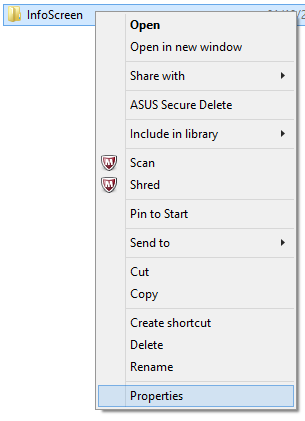 InfoScreen
Open
Open in new window
Share with
ASUS Secure Delete
Include in library
Scan
Shred
Pin to Start
Send to
Cut
Copy
Create shortcut
Delete
Rename
Properties